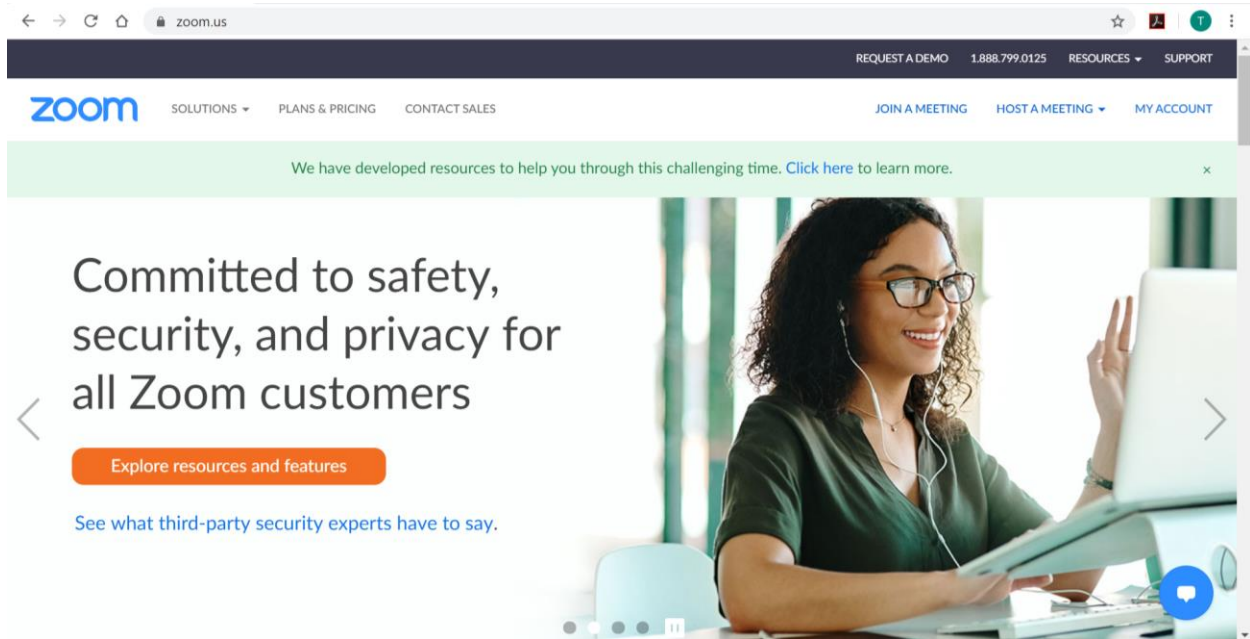 zoom.us
T
REQUEST A DEMO 1.888.799.0125 RESOURCES SUPPORT
zoom SOLUTIONS PLANS & PRICING CONTACT SALES JOIN A MEETING HOST A MEETING MY ACCOUNT
We have developed resources to help you through this challenging time. Click here to learn more. ×
Committed to safety,
security, and privacy for
all Zoom customers
Explore resources and features
See what third-party security experts have to say.